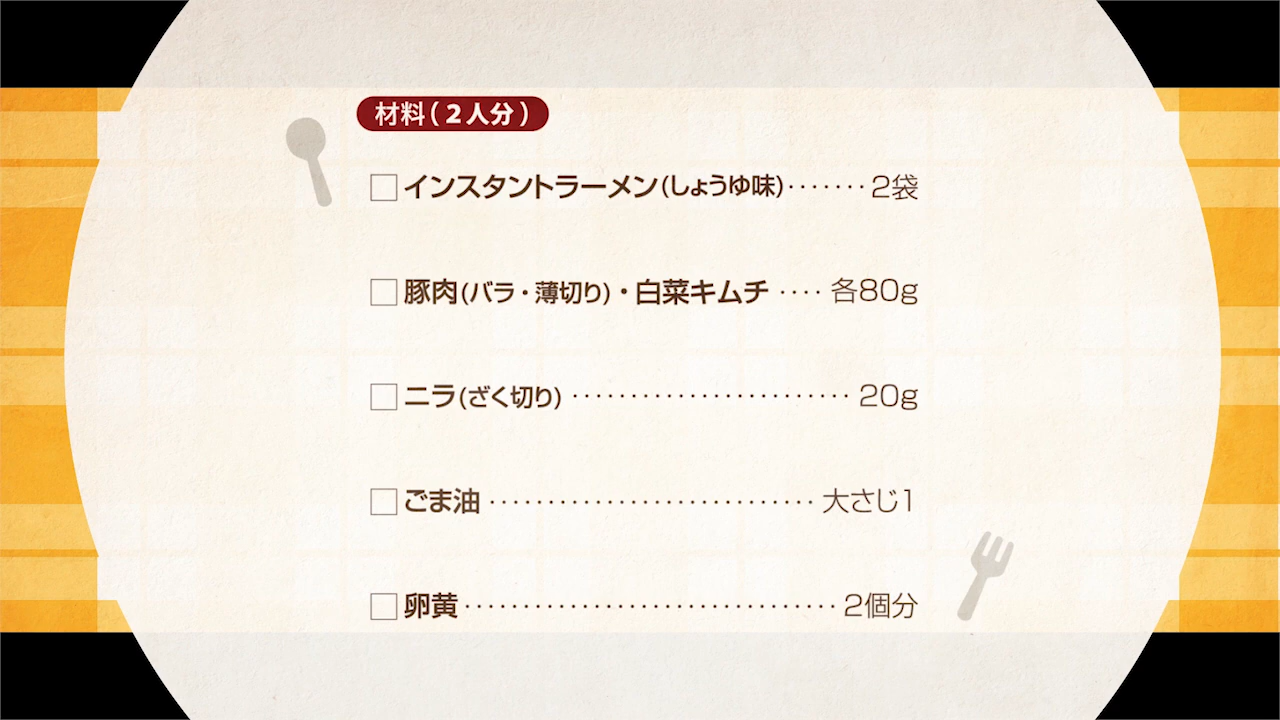 材料(2人分)
□インスタントラーメン(しょうゆ味)·······2袋
□豚肉(バラ・薄切り)・白菜キムチ····各80g
□ニラ(ざく切り)························20g
□ごま油····························大さじ1
□卵黄································2個分